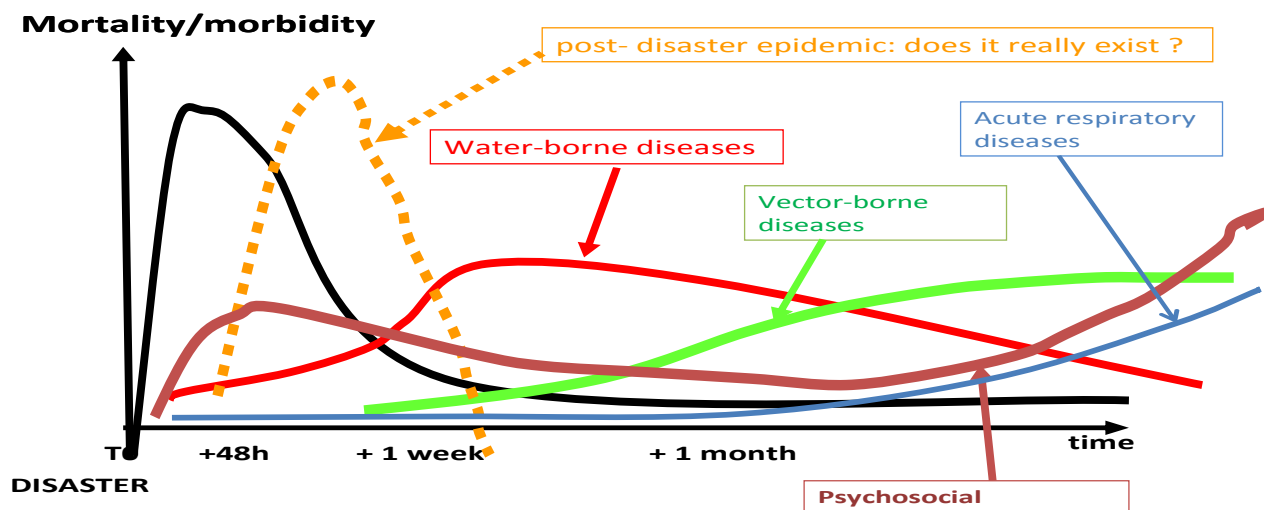 Mortality/morbidity
post- disaster epidemic: does it really exist ?
Acute respiratory
diseases
Water-borne diseases
Vector-borne
diseases
+48h
+ 1 week
+ 1 month
time
DISASTER
Psychosocial